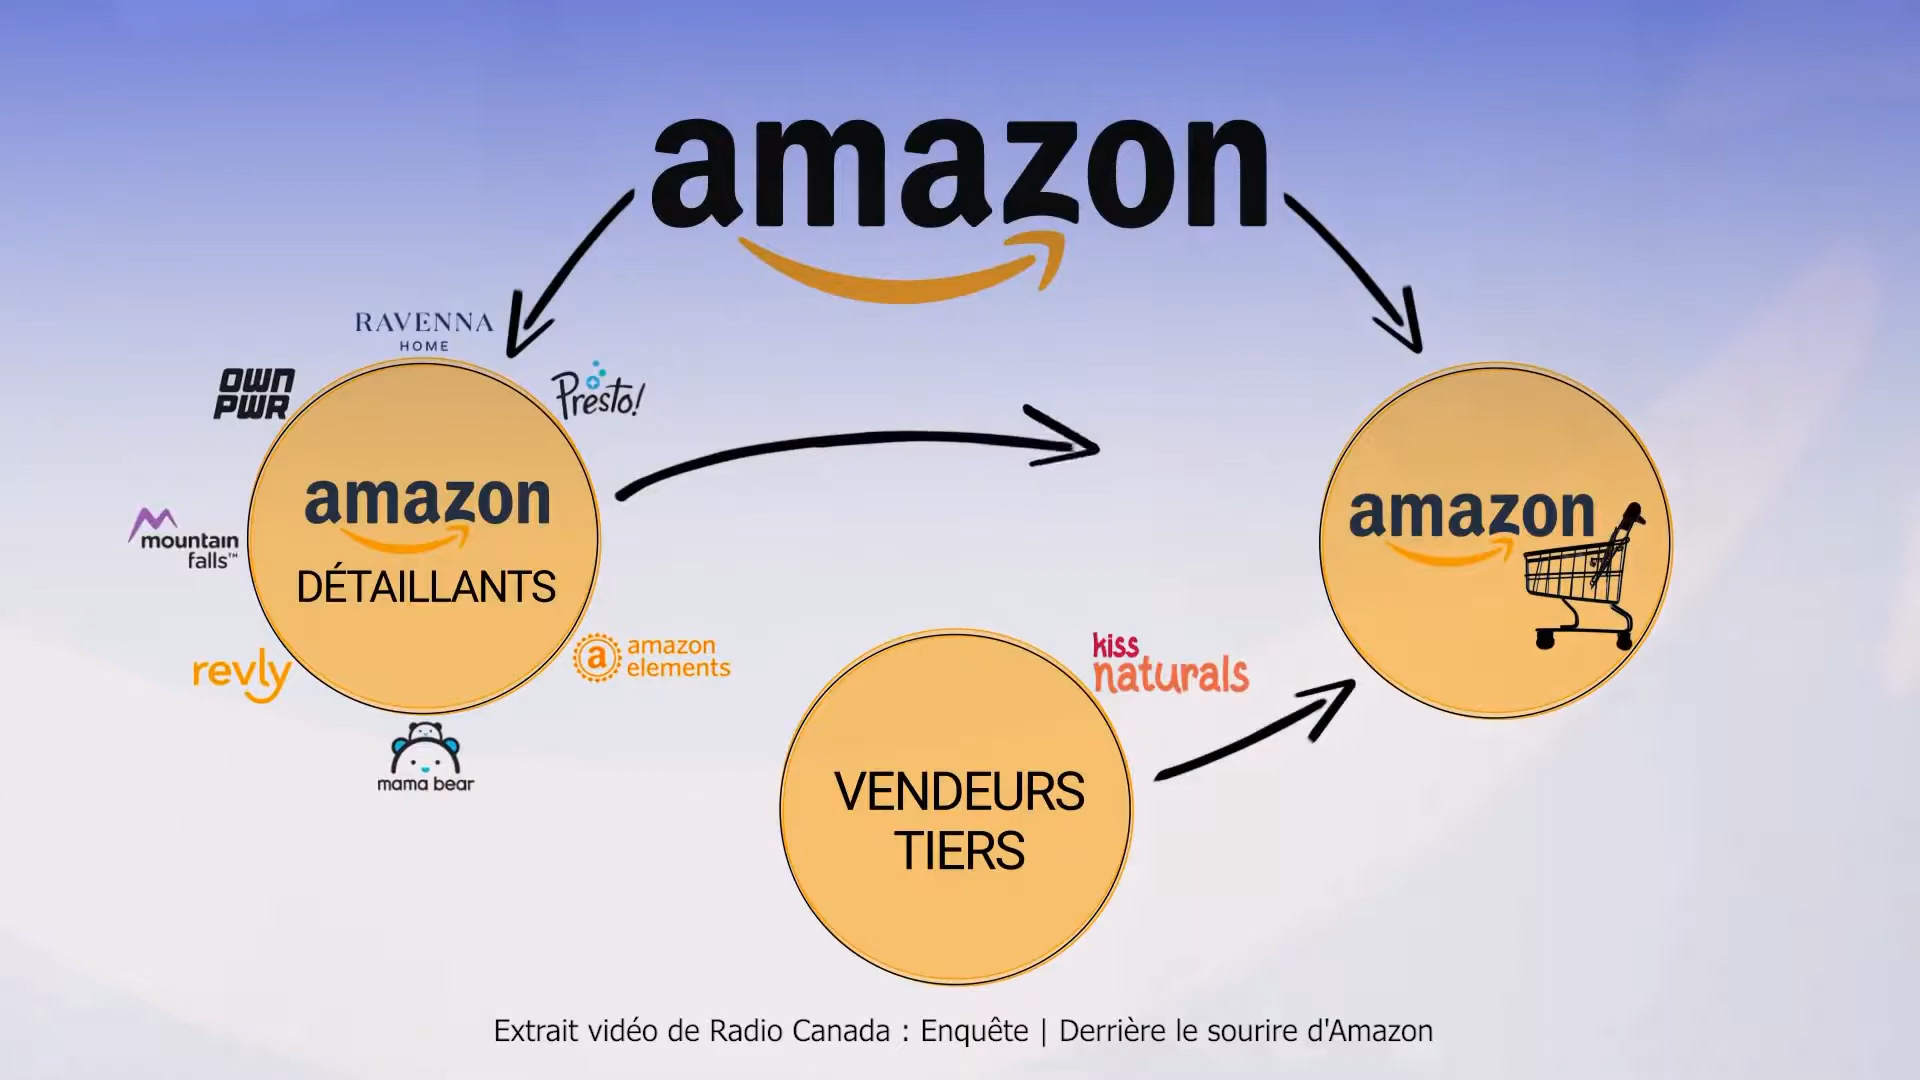 amazon
RAVENNA
HOME
OWN
PWR
Presto!
amazon
DÉTAILLANTS
mountain
falls™
revly
a amazon
elements
mama bear
amazon
kiss
naturals
VENDEURS
TIERS
Extrait vidéo de Radio Canada : Enquête | Derrière le sourire d'Amazon